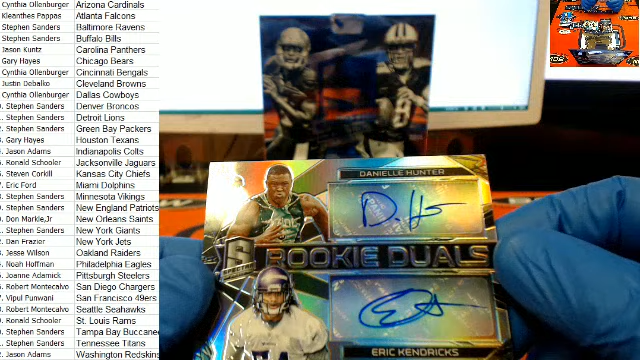 Cynthia Ollenburger Arizona Cardinals
Kleanthes Pappas Atlanta Falcons
Stephen Sanders Baltimore Ravens
Stephen Sanders Buffalo Bills
Jason Kuntz Carolina Panthers
Gary Hayes Chicago Bears
Cynthia Ollenburger Cincinnati Bengals
Justin Debalko Cleveland Browns
Cynthia Ollenburger Dallas Cowboys
Stephen Sanders Denver Broncos
Stephen Sanders Detroit Lions
Stephen Sanders Green Bay Packers
Gary Hayes Houston Texans
Jason Adams Indianapolis Colts
Ronald Schooler Jacksonville Jaguars
Steven Corkill Kansas City Chiefs
Eric Ford Miami Dolphins
Stephen Sanders Minnesota Vikings
Stephen Sanders New England Patriots
Don Markle,Jr New Orleans Saints
Stephen Sanders New York Giants
Dan Frazier New York Jets
Jesse Wilson Oakland Raiders
Noah Hoffman Philadelphia Eagles
Joanne Adamick Pittsburgh Steelers
Robert Montecalvo San Diego Chargers
Vipul Punwani San Francisco 49ers
Robert Montecalvo Seattle Seahawks
Ronald Schooler St. Louis Rams
Stephen Sanders Tampa Bay Buccanee
Stephen Sanders Tennessee Titans
Jason Adams Washington Redskins
DANIELLE HUNTER
ROOKIE DUALS
SPECTRA
ERIC KENDRICKS